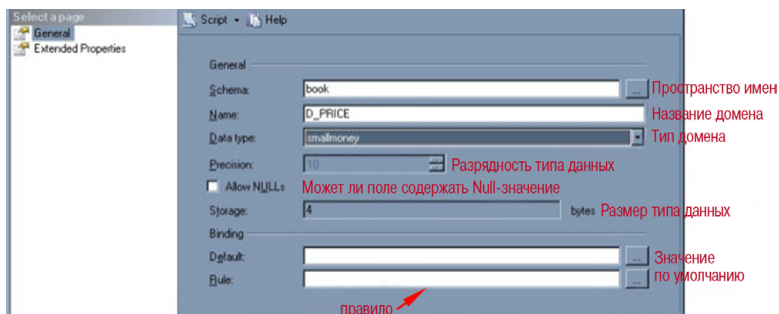 Select a page
General
Extended Properties
Script Help
General
Schema: book ... Пространство имен
Name: D_PRICE Название домена
Data type: smallmoney Тип домена
Precision: 10 Разрядность типа данных
Allow NULLs Может ли поле содержать Null-значение
Storage: 4 bytes Размер типа данных
Binding
Default: ... Значение
Rule: ... по умолчанию
правило